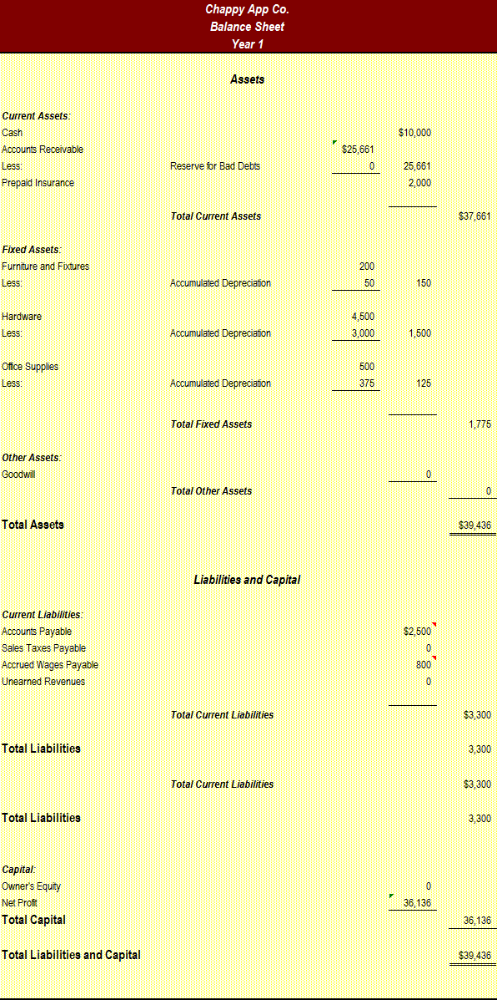 Chappy App Co.
Balance Sheet
Year 1
Assets
Current Assets:
Cash $10,000
Accounts Receivable $25,661
Less: Reserve for Bad Debts 0 25,661
Prepaid Insurance 2,000
Total Current Assets $37,661
Fixed Assets:
Furniture and Fixtures 200
Less: Accumulated Depreciation 50 150
Hardware 4,500
Less: Accumulated Depreciation 3,000 1,500
Office Supplies 500
Less: Accumulated Depreciation 375 125
Total Fixed Assets 1,775
Other Assets:
Goodwill 0
Total Other Assets 0
Total Assets $39,436
Liabilities and Capital
Current Liabilities:
Accounts Payable $2,500
Sales Taxes Payable 0
Accrued Wages Payable 800
Unearned Revenues 0
Total Current Liabilities $3,300
Total Liabilities 3,300
Total Current Liabilities $3,300
Total Liabilities 3,300
Capital:
Owner's Equity 0
Net Profit 36,136
Total Capital 36,136
Total Liabilities and Capital $39,436